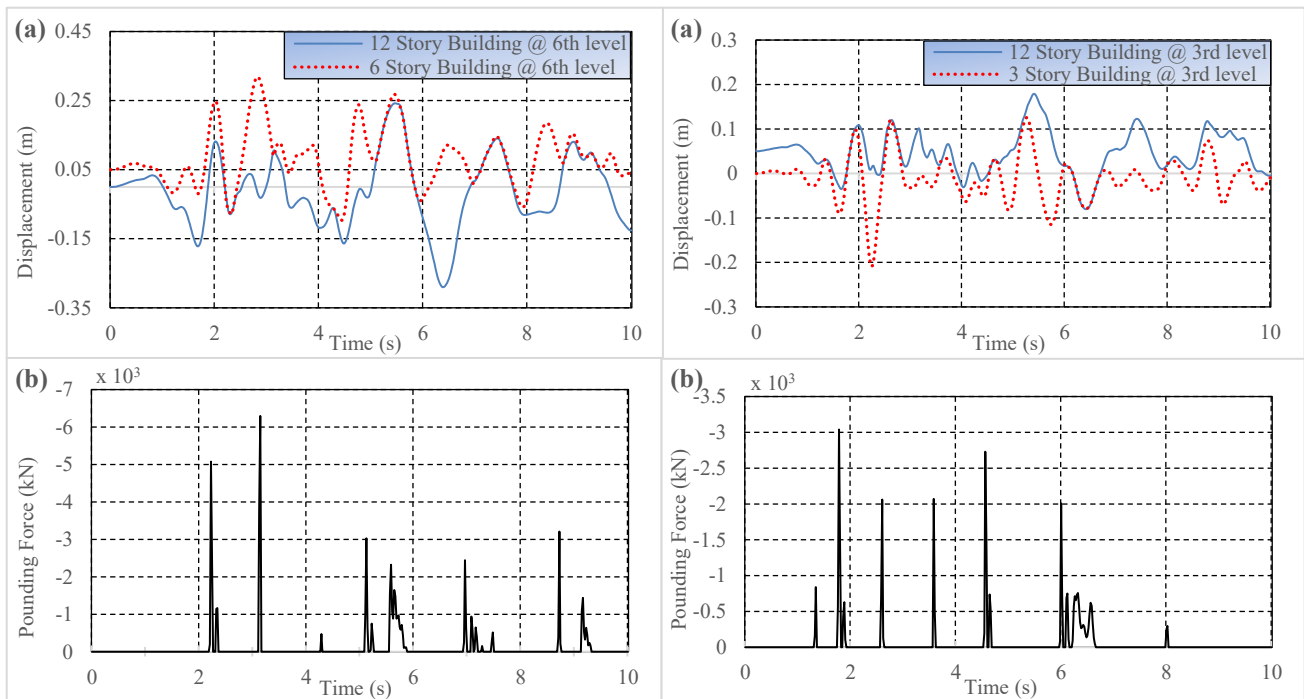 (a)
0.45
0.25
0.05
-0.15
-0.35
Displacement (m)
12 Story Building @ 6th level
6 Story Building @ 6th level
0 2 4 6 8 10
Time (s)
(a)
0.3
0.2
0.1
0
-0.1
-0.2
-0.3
Displacement (m)
12 Story Building @ 3rd level
3 Story Building @ 3rd level
0 2 4 6 8 10
Time (s)
(b)
x 10³
-7
-6
-5
-4
-3
-2
-1
0
Pounding Force (kN)
0 2 4 6 8 10
Time (s)
(b)
x 10³
-3.5
-3
-2.5
-2
-1.5
-1
-0.5
0
Pounding Force (kN)
0 2 4 6 8 10
Time (s)